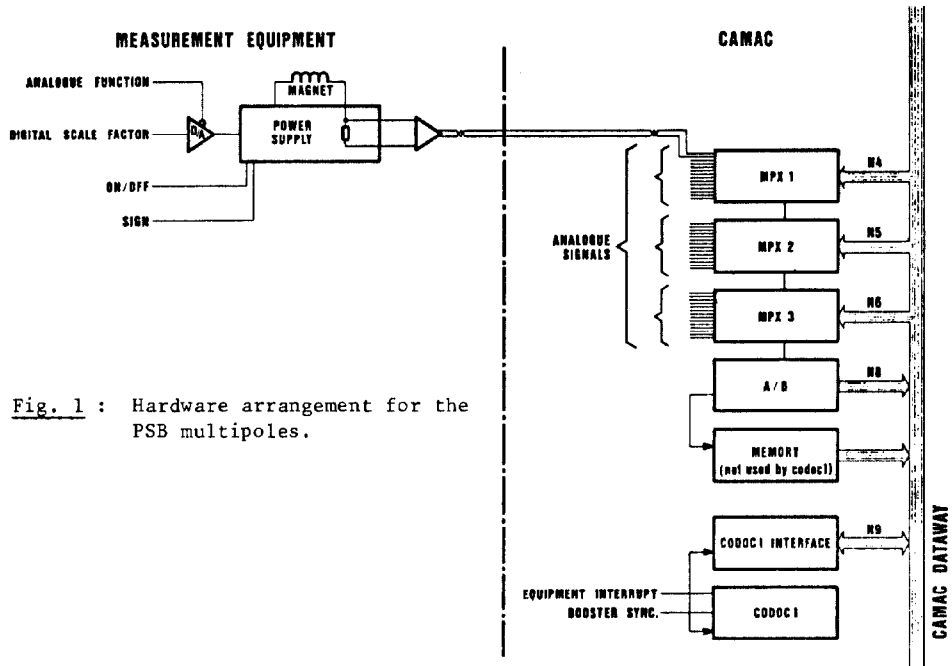 MEASUREMENT EQUIPMENT
CAMAC
ANALOGUE FUNCTION
MAGNET
DIGITAL SCALE FACTOR
D/A
POWER
SUPPLY
ON/OFF
SIGN
ANALOGUE
SIGNALS
MPX 1
N4
MPX 2
N5
MPX 3
N6
A/D
N8
MEMORY
(not used by codoc1)
CODOC1 INTERFACE
N9
EQUIPMENT INTERRUPT
BOOSTER SYNC.
CODOC1
CAMAC DATAWAY
Fig. 1 : Hardware arrangement for the
PSB multipoles.